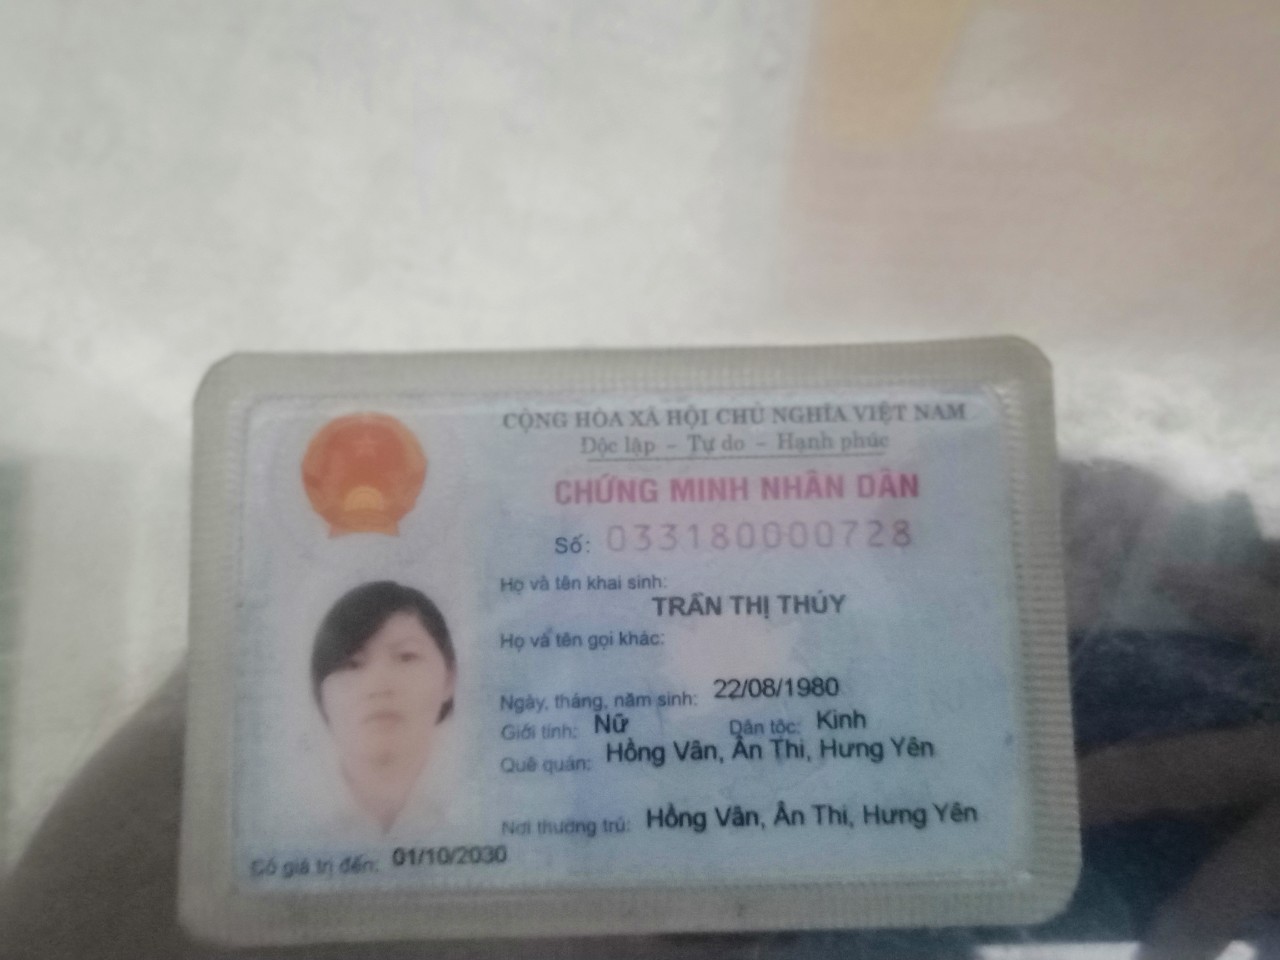 CỘNG HÒA XÃ HỘI CHỦ NGHĨA VIỆT NAM
Độc lập - Tự do - Hạnh phúc
CHỨNG MINH NHÂN DÂN
Số: 033180000728
Họ và tên khai sinh:
TRẦN THỊ THÚY
Họ và tên gọi khác:
Ngày, tháng, năm sinh: 22/08/1980
Giới tính: Nữ Dân tộc: Kinh
Quê quán: Hồng Vân, Ân Thi, Hưng Yên
Nơi thường trú: Hồng Vân, Ân Thi, Hưng Yên
Có giá trị đến: 01/10/2030